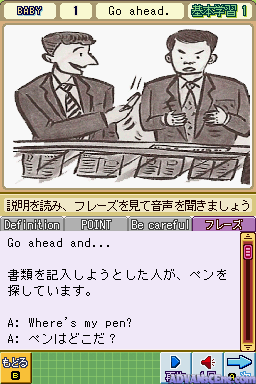 BABY 1 Go ahead. 基本学習 1
説明を読み、フレーズを見て音声を聞きましょう
Definition POINT Be careful フレーズ
Go ahead and...
書類を記入しようとした人が、ペンを
探しています。
A: Where's my pen?
A: ペンはどこだ？
もどる
B